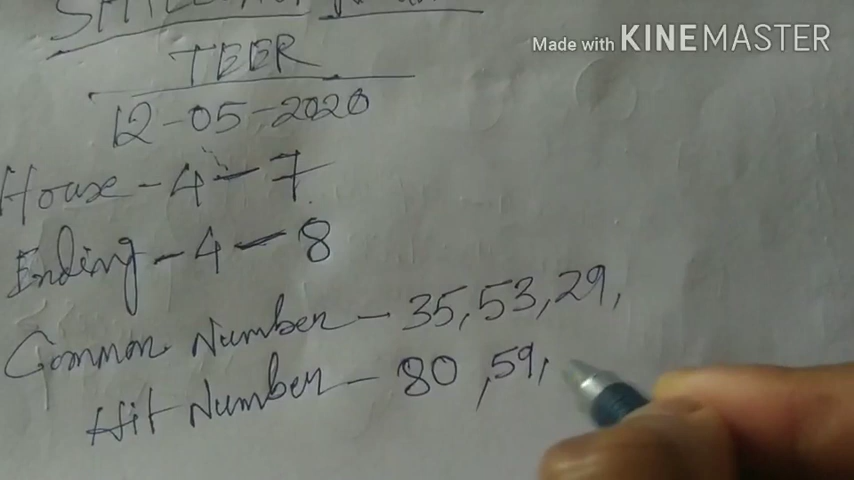 Made with KINEMASTER
TEER
12-05-2020
House - 4 - 7
Ending - 4 - 8
Common Number - 35, 53, 29,
Hit Number - 80, 59,